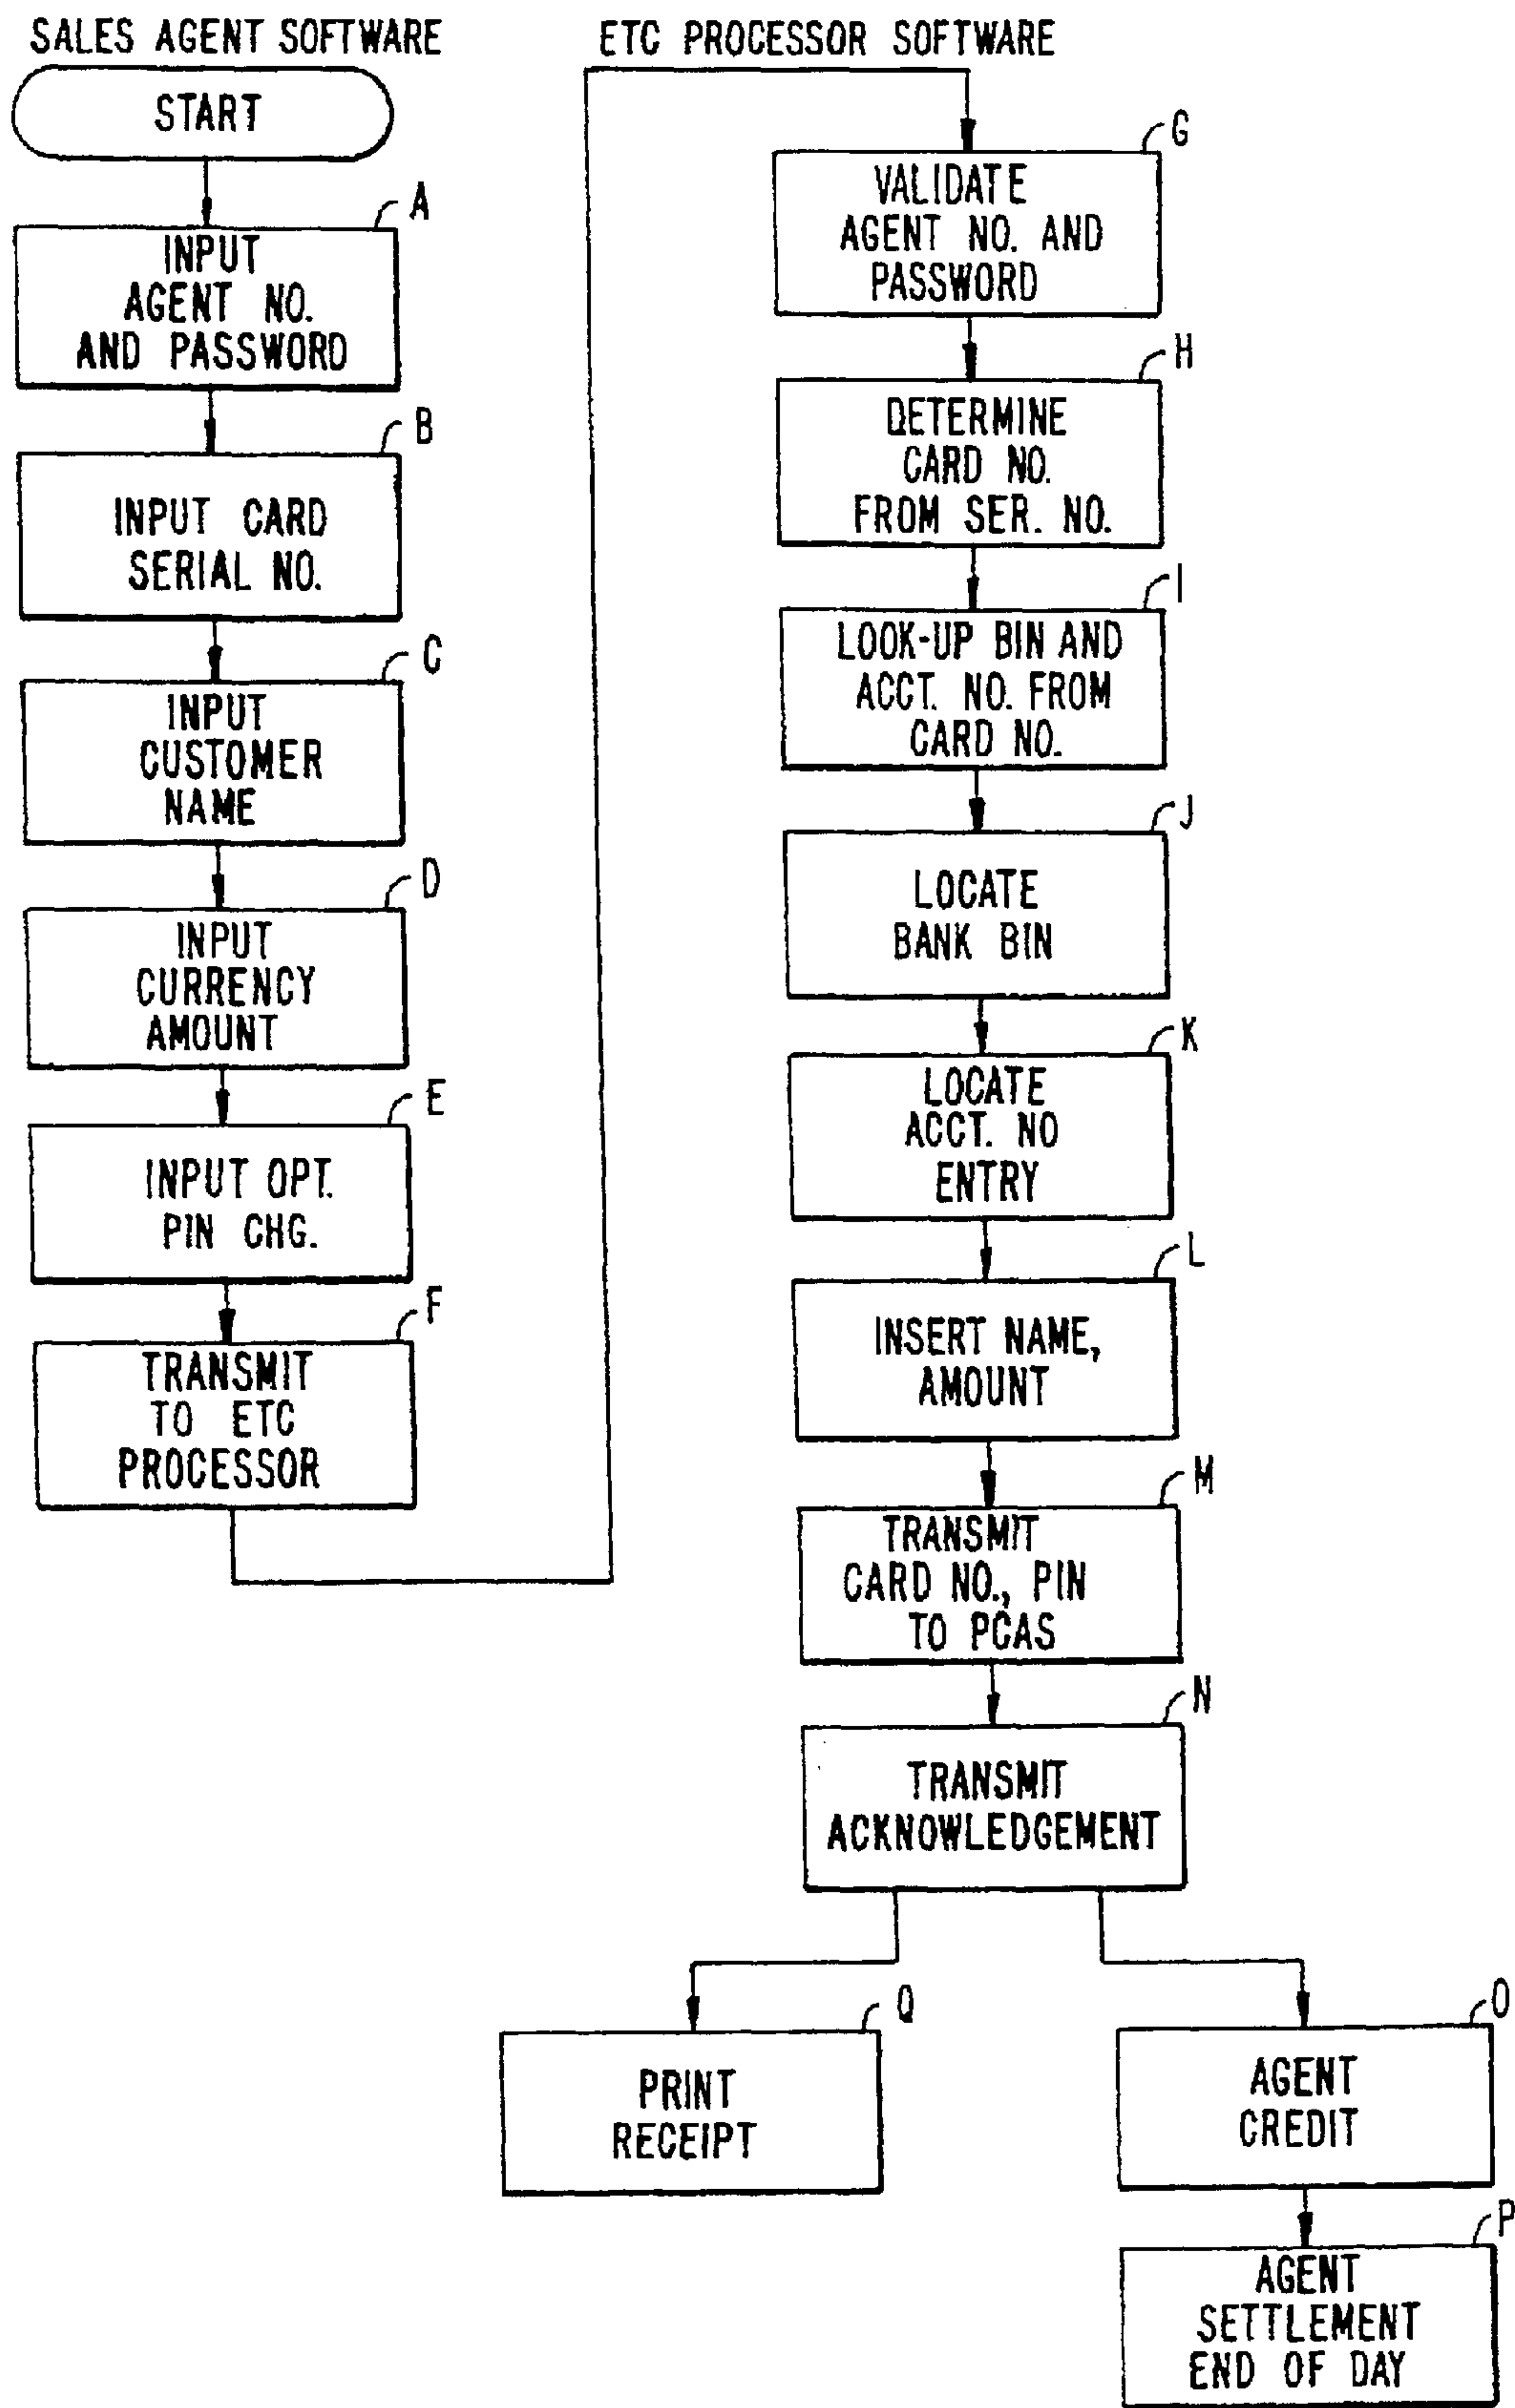 SALES AGENT SOFTWARE
START
A
INPUT
AGENT NO.
AND PASSWORD
B
INPUT CARD
SERIAL NO.
C
INPUT
CUSTOMER
NAME
D
INPUT
CURRENCY
AMOUNT
E
INPUT OPT.
PIN CHG.
F
TRANSMIT
TO ETC
PROCESSOR
ETC PROCESSOR SOFTWARE
G
VALIDATE
AGENT NO. AND
PASSWORD
H
DETERMINE
CARD NO.
FROM SER. NO.
I
LOOK-UP BIN AND
ACCT. NO. FROM
CARD NO.
J
LOCATE
BANK BIN
K
LOCATE
ACCT. NO
ENTRY
L
INSERT NAME,
AMOUNT
M
TRANSMIT
CARD NO., PIN
TO PCAS
N
TRANSMIT
ACKNOWLEDGEMENT
Q
PRINT
RECEIPT
O
AGENT
CREDIT
P
AGENT
SETTLEMENT
END OF DAY